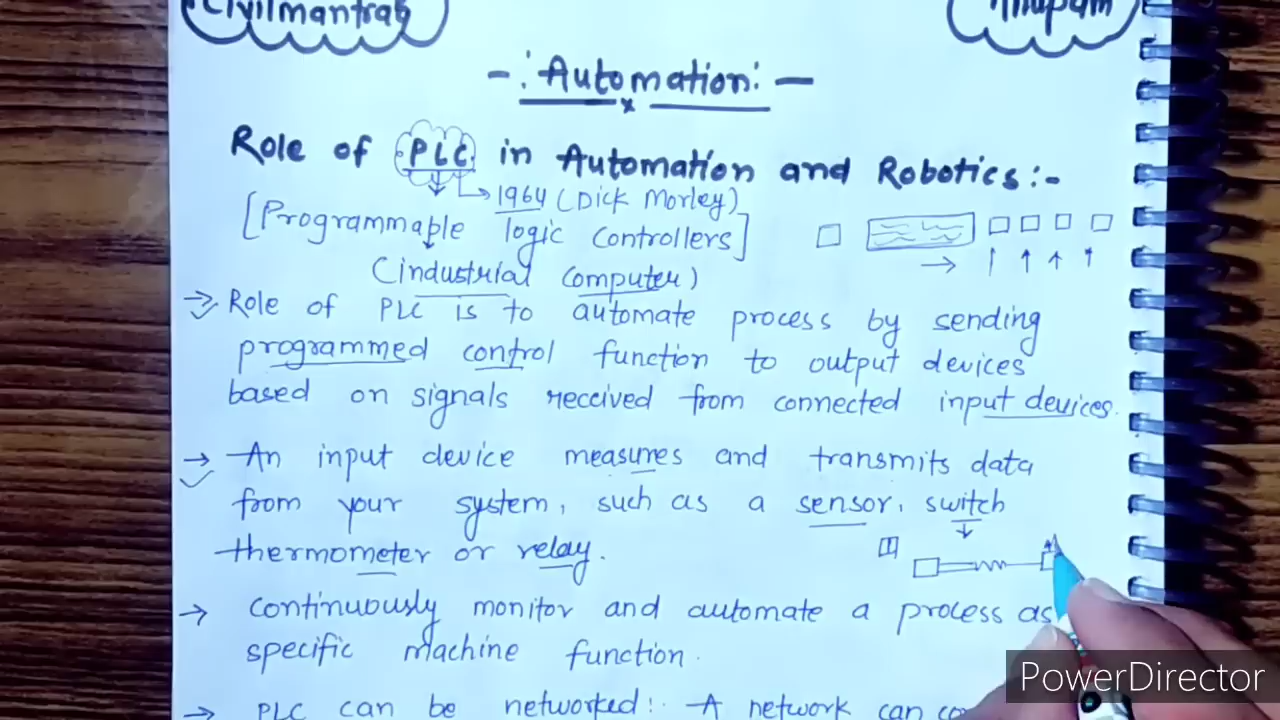 Civilmantras
Anupam
-: Automation :-
Role of PLC in Automation and Robotics :-
1964 (Dick Morley)
[Programmable logic controllers]
(industrial computer)
→ Role of PLC is to automate process by sending
programmed control function to output devices
based on signals received from connected input devices.
→ An input device measures and transmits data
from your system, such as a sensor, switch
thermometer or relay.
→ Continuously monitor and automate a process as
specific machine function.
→ PLC can be networked: A network can
PowerDirector